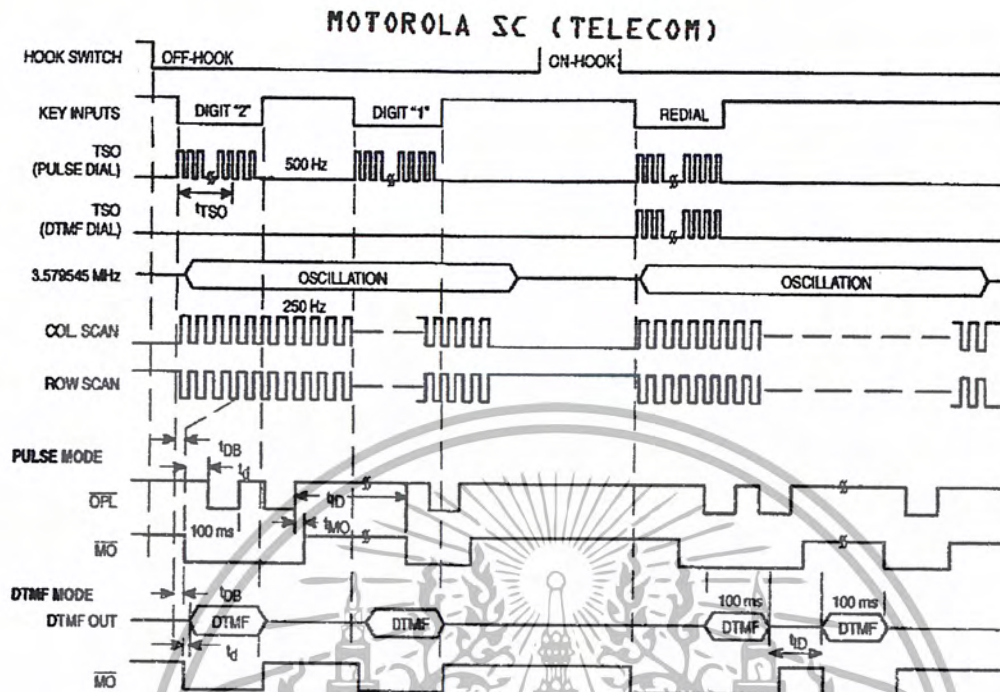 MOTOROLA SC (TELECOM)
HOOK SWITCH OFF-HOOK ON-HOOK
KEY INPUTS DIGIT "2" DIGIT "1" REDIAL
TSO
(PULSE DIAL) 500 Hz
tTSO
TSO
(DTMF DIAL)
3.579545 MHz OSCILLATION OSCILLATION
250 Hz
COL. SCAN
ROW SCAN
tDB
PULSE MODE
td
OPL tID
100 ms tMO
MO
DTMF MODE tDB 100 ms 100 ms
DTMF OUT DTMF DTMF DTMF DTMF
td tID
MO